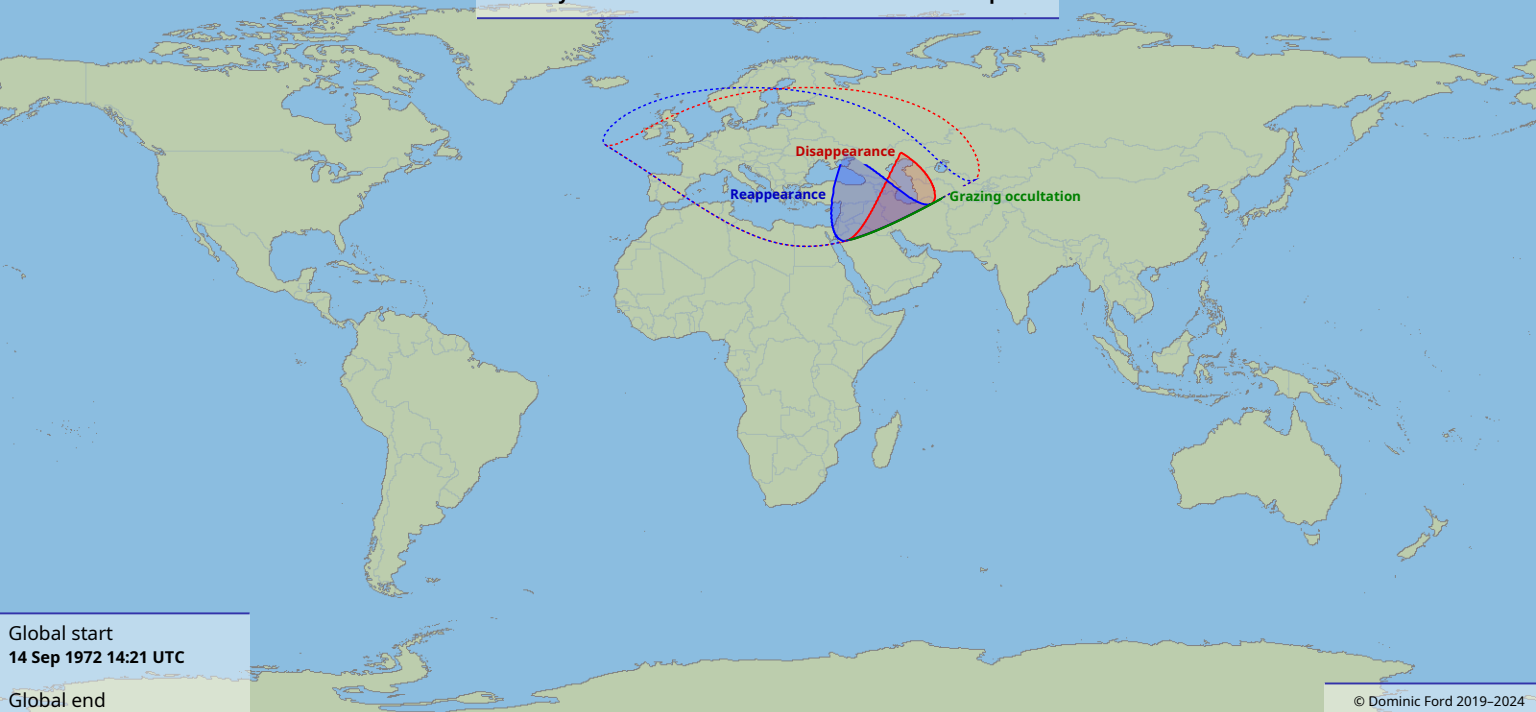 Disappearance
Reappearance
Grazing occultation
Global start
14 Sep 1972 14:21 UTC
Global end
© Dominic Ford 2019–2024